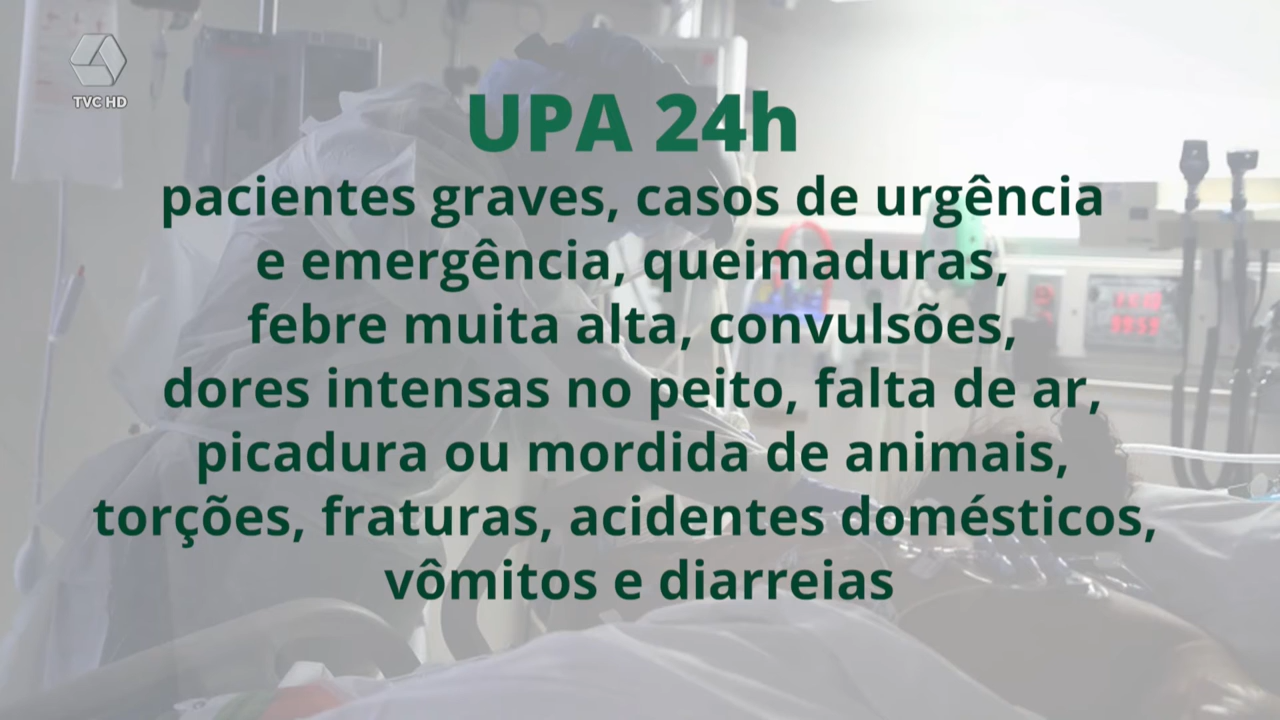 TVC HD
UPA 24h
pacientes graves, casos de urgência
e emergência, queimaduras,
febre muita alta, convulsões,
dores intensas no peito, falta de ar,
picadura ou mordida de animais,
torções, fraturas, acidentes domésticos,
vômitos e diarreias